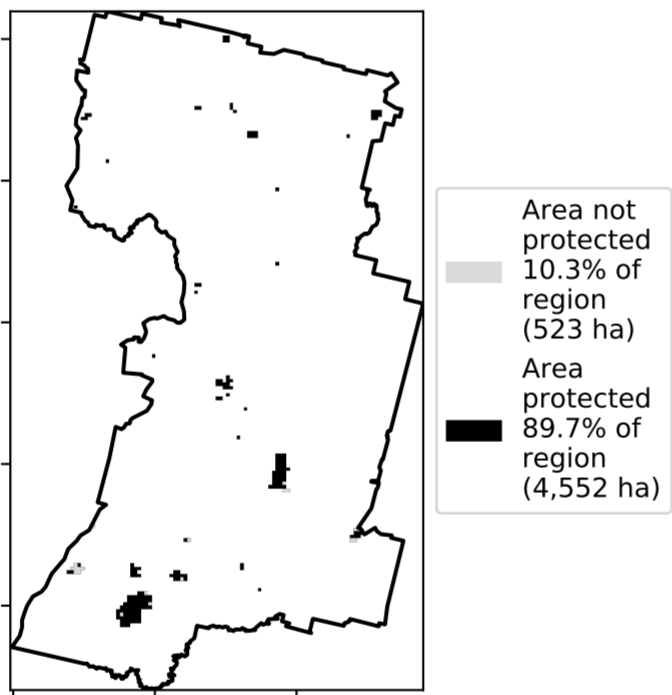 Area not
protected
10.3% of
region
(523 ha)
Area
protected
89.7% of
region
(4,552 ha)